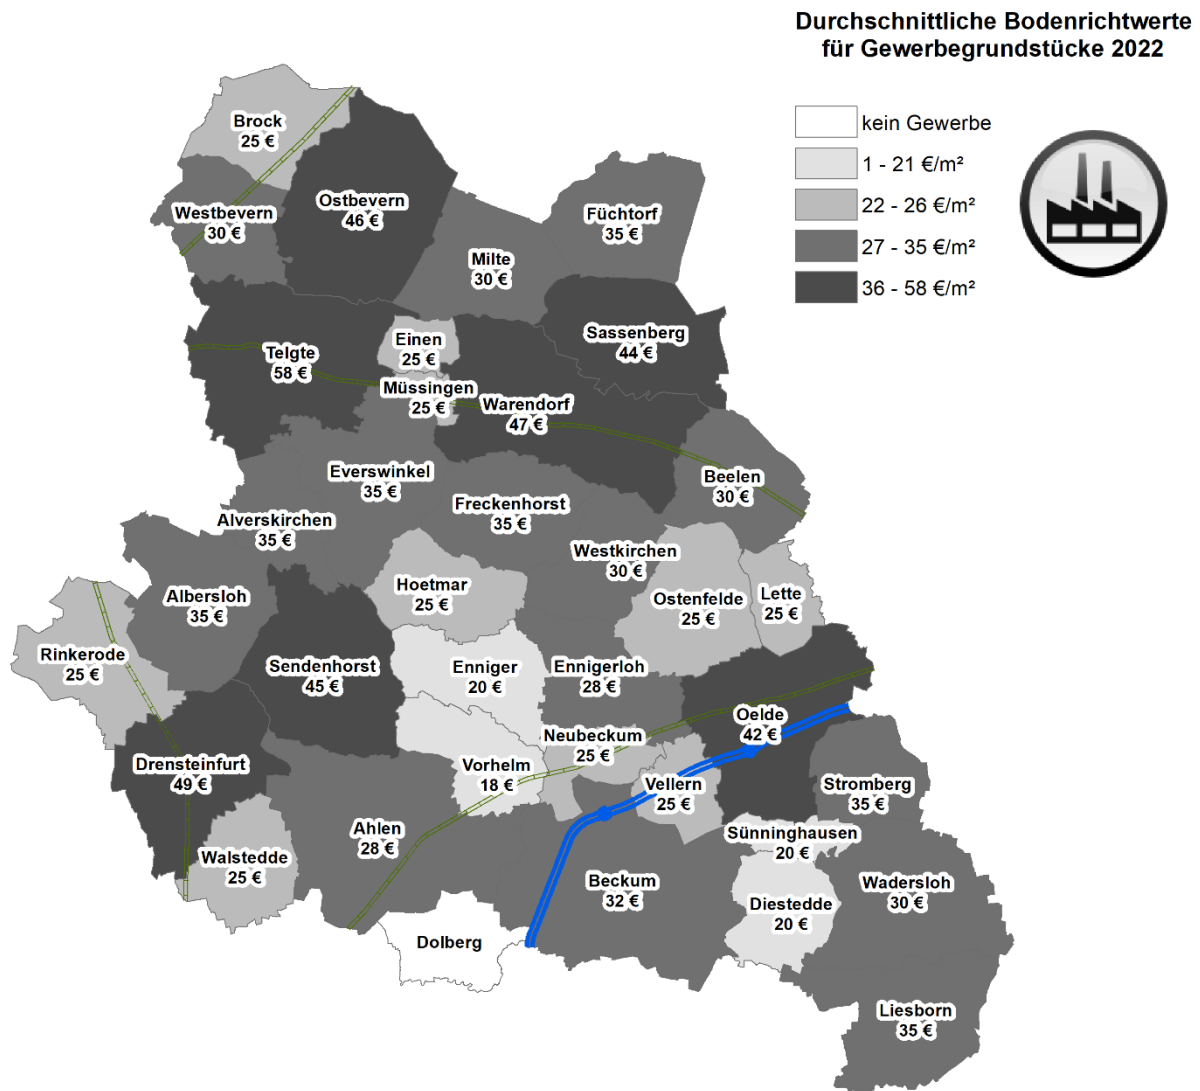 Durchschnittliche Bodenrichtwerte
für Gewerbegrundstücke 2022
kein Gewerbe
1 - 21 €/m²
22 - 26 €/m²
27 - 35 €/m²
36 - 58 €/m²
Brock
25 €
Ostbevern
46 €
Westbevern
30 €
Füchtorf
35 €
Milte
30 €
Sassenberg
44 €
Einen
25 €
Telgte
58 €
Müssingen
25 €
Warendorf
47 €
Everswinkel
35 €
Beelen
30 €
Freckenhorst
35 €
Alverskirchen
35 €
Westkirchen
30 €
Hoetmar
25 €
Albersloh
35 €
Ostenfelde
25 €
Lette
25 €
Rinkerode
25 €
Sendenhorst
45 €
Enniger
20 €
Ennigerloh
28 €
Oelde
42 €
Neubeckum
25 €
Drensteinfurt
49 €
Vorhelm
18 €
Vellern
25 €
Stromberg
35 €
Ahlen
28 €
Sünninghausen
20 €
Walstedde
25 €
Beckum
32 €
Wadersloh
30 €
Diestedde
20 €
Dolberg
Liesborn
35 €